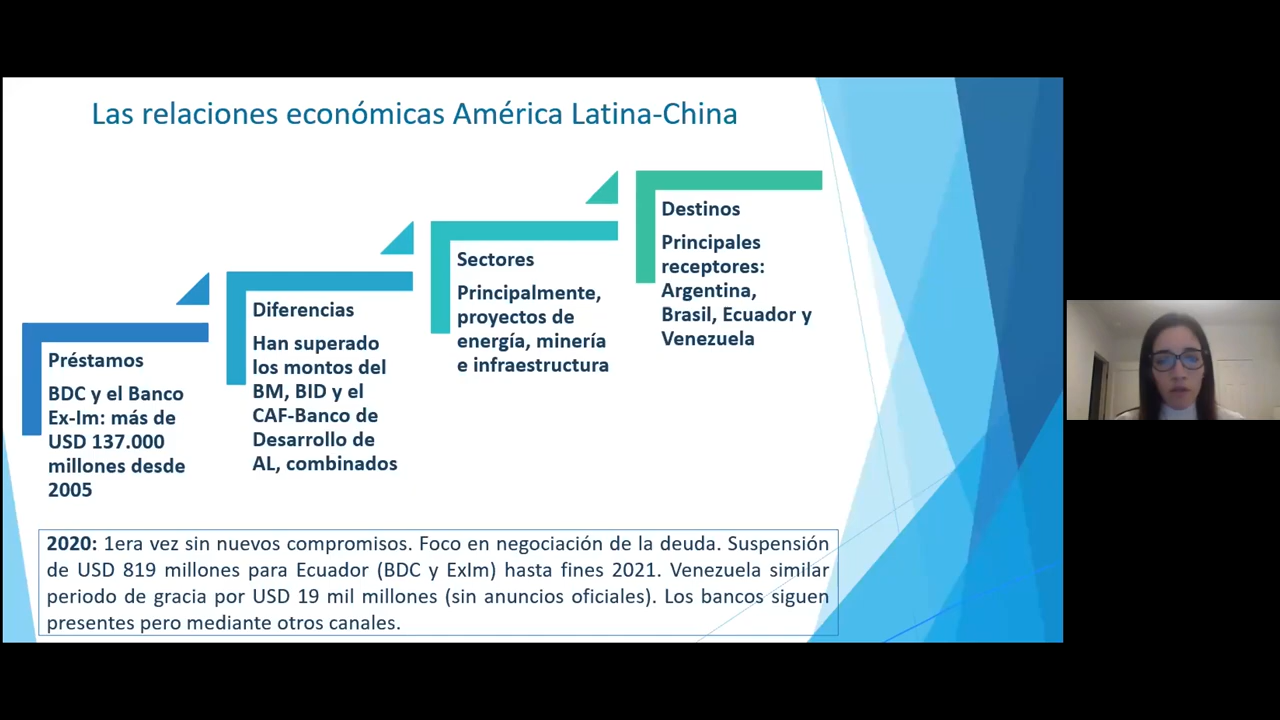 Las relaciones económicas América Latina-China
Préstamos
BDC y el Banco
Ex-Im: más de
USD 137.000
millones desde
2005
Diferencias
Han superado
los montos del
BM, BID y el
CAF-Banco de
Desarrollo de
AL, combinados
Sectores
Principalmente,
proyectos de
energía, minería
e infraestructura
Destinos
Principales
receptores:
Argentina,
Brasil, Ecuador y
Venezuela
2020: 1era vez sin nuevos compromisos. Foco en negociación de la deuda. Suspensión
de USD 819 millones para Ecuador (BDC y ExIm) hasta fines 2021. Venezuela similar
periodo de gracia por USD 19 mil millones (sin anuncios oficiales). Los bancos siguen
presentes pero mediante otros canales.